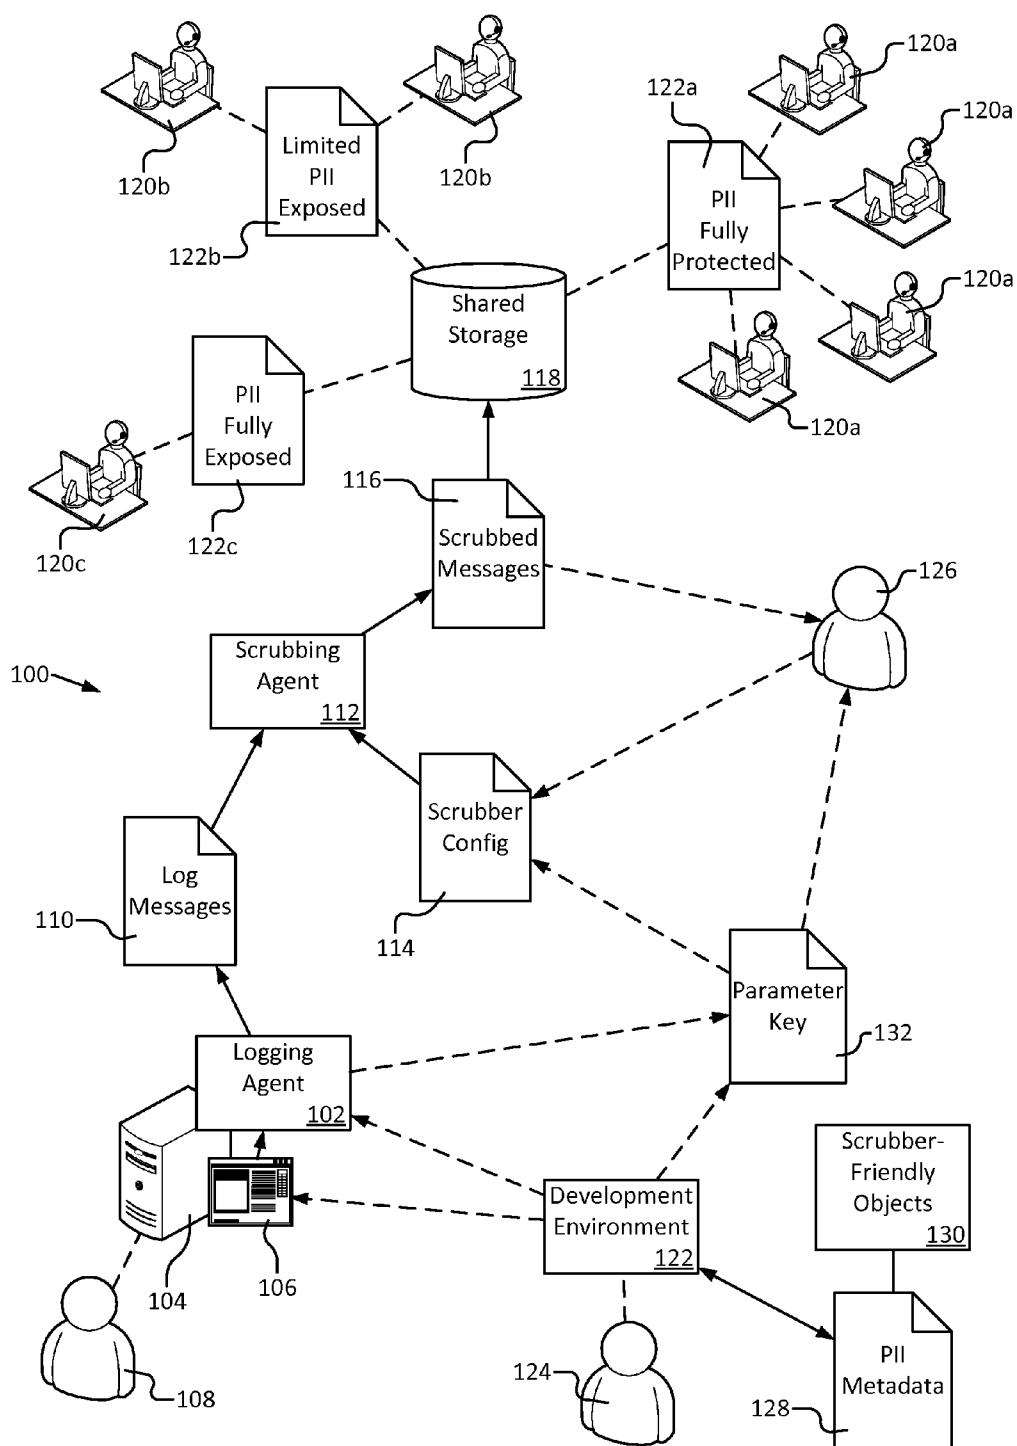 120a
122a
120a
Limited
PII
Exposed
120b
120b
PII
Fully
Protected
122b
120a
Shared
Storage
118
PII
Fully
Exposed
120a
116
Scrubbed
Messages
122c
120c
126
Scrubbing
Agent
112
100
Scrubber
Config
Log
Messages
110
114
Parameter
Key
132
Logging
Agent
102
Scrubber-
Friendly
Objects
130
Development
Environment
122
104
106
PII
Metadata
124
108
128